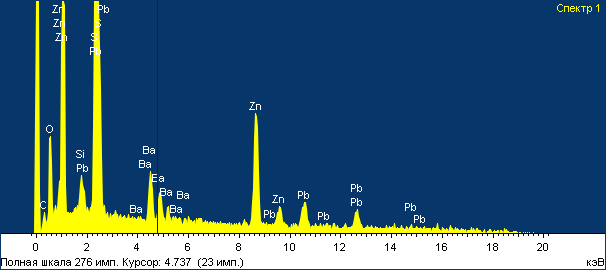 Спектр 1
Zn Pb
Zn S
Zn S
Pb
O
Si
Pb
C
Ba
Ba
Ba
Ba
Ba
Ba
Ba
Zn
Pb
Zn
Pb
Pb
Pb
Pb
Pb
Pb
0 2 4 6 8 10 12 14 16 18 20
Полная шкала 276 имп. Курсор: 4.737 (23 имп.) кэВ